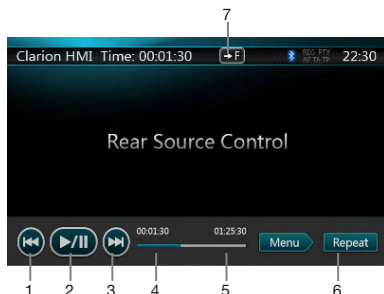 7
Clarion HMI Time: 00:01:30 F REG PTY AF TA TP 22:30
Rear Source Control
00:01:30 01:25:30
Menu Repeat
1 2 3. 4 5 6